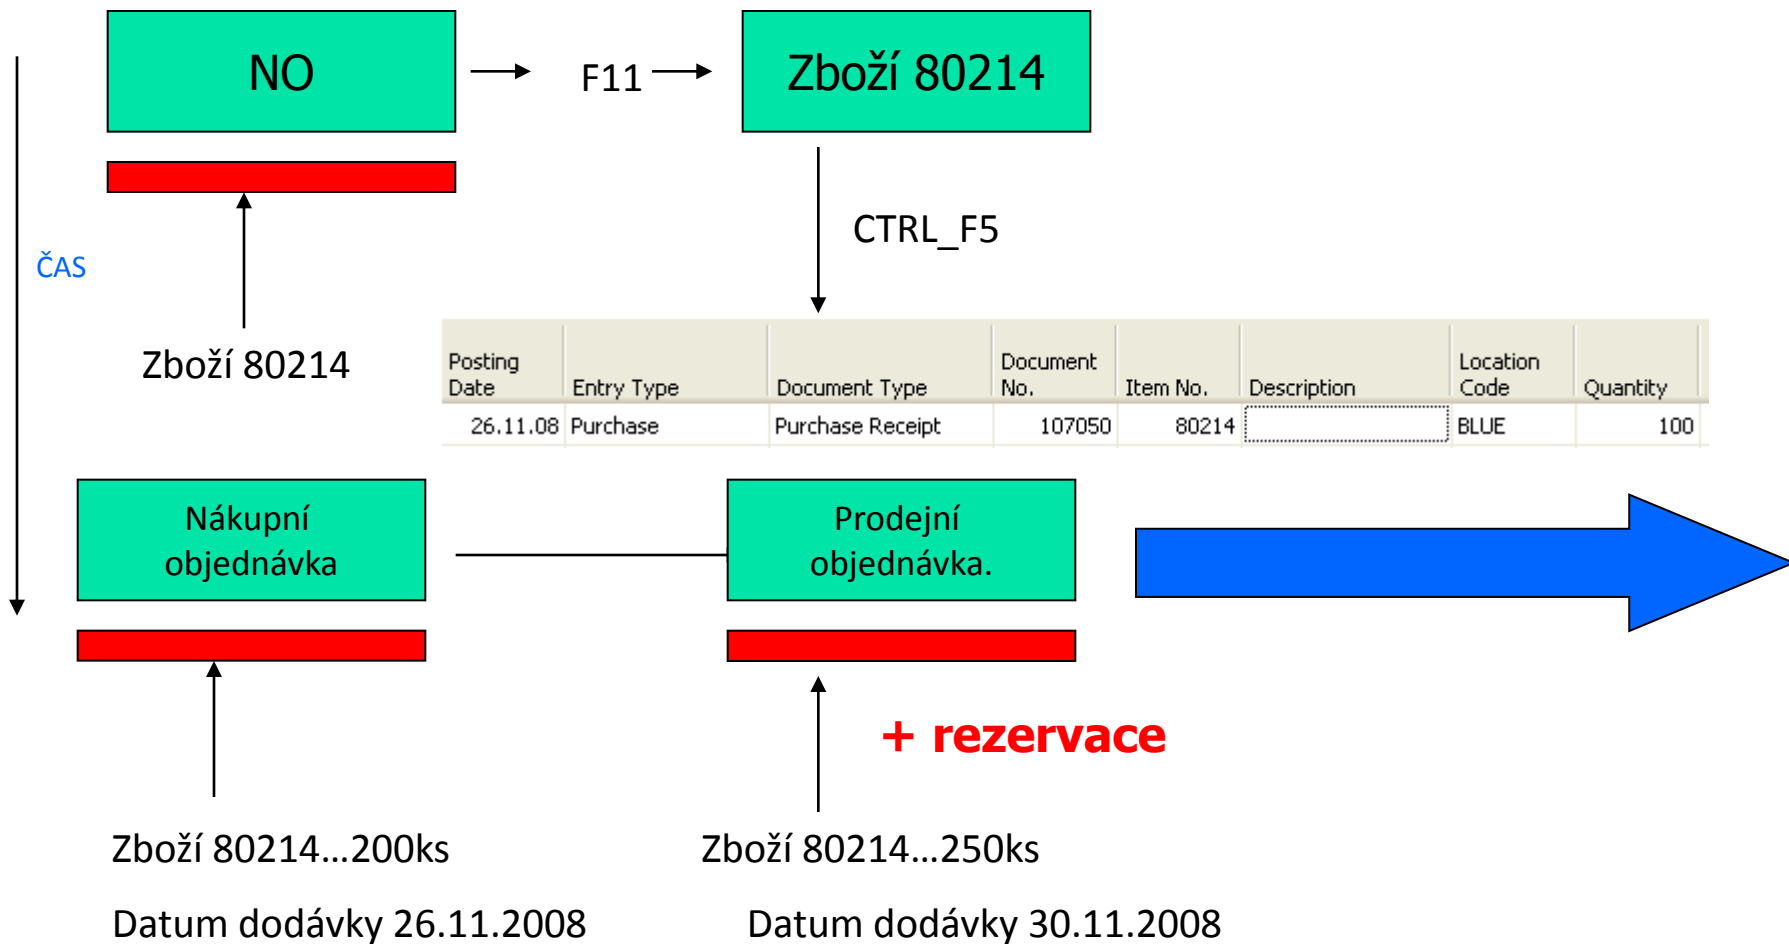 NO
F11
Zboží 80214
CTRL_F5
ČAS
Zboží 80214
Posting Date Entry Type Document Type Document No. Item No. Description Location Code Quantity
26.11.08 Purchase Purchase Receipt 107050 80214 BLUE 100
Nákupní
objednávka
Prodejní
objednávka.
+ rezervace
Zboží 80214...200ks
Zboží 80214...250ks
Datum dodávky 26.11.2008
Datum dodávky 30.11.2008